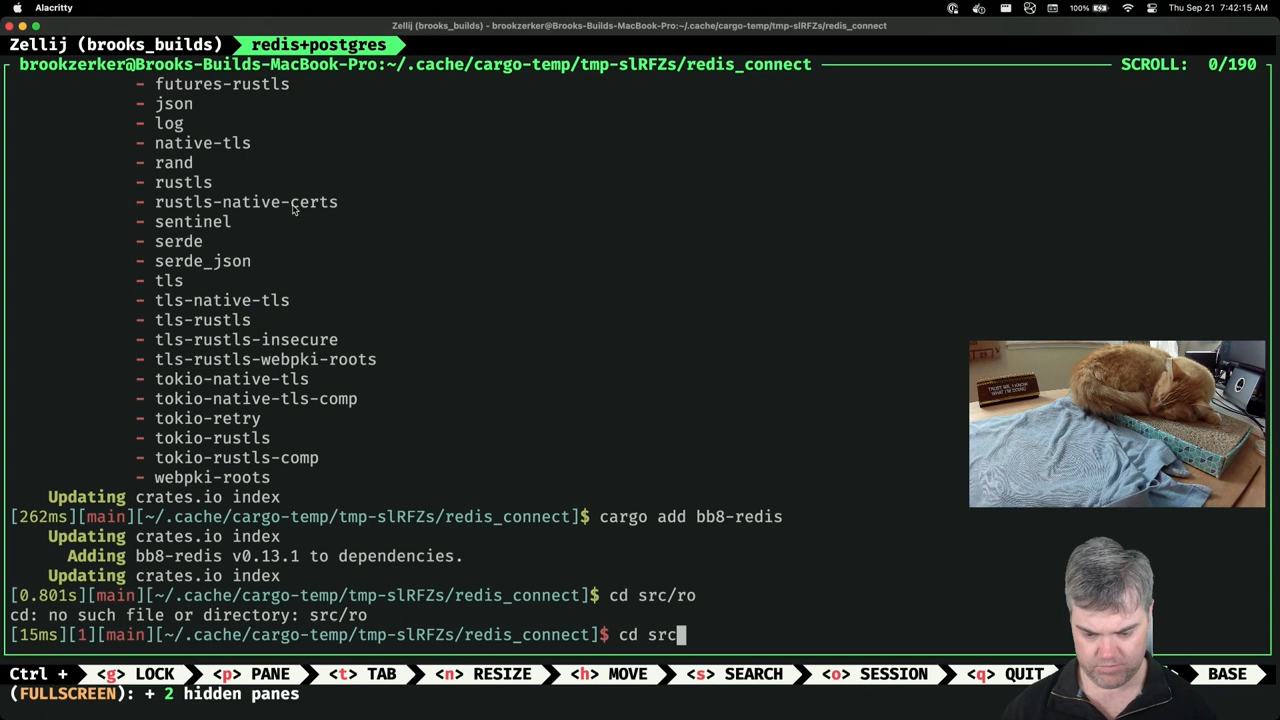 Alacritty 100% Thu Sep 21 7:42:15 AM
Zellij (brooks_builds) - brookzerker@Brooks-Builds-MacBook-Pro:~/.cache/cargo-temp/tmp-slRFZs/redis_connect
Zellij (brooks_builds) redis+postgres
brookzerker@Brooks-Builds-MacBook-Pro:~/.cache/cargo-temp/tmp-slRFZs/redis_connect SCROLL: 0/190
- futures-rustls
- json
- log
- native-tls
- rand
- rustls
- rustls-native-certs
- sentinel
- serde
- serde_json
- tls
- tls-native-tls
- tls-rustls
- tls-rustls-insecure
- tls-rustls-webpki-roots
- tokio-native-tls
- tokio-native-tls-comp
- tokio-retry
- tokio-rustls
- tokio-rustls-comp
- webpki-roots
Updating crates.io index
[262ms][main][~/.cache/cargo-temp/tmp-slRFZs/redis_connect]$ cargo add bb8-redis
Updating crates.io index
Adding bb8-redis v0.13.1 to dependencies.
Updating crates.io index
[0.801s][main][~/.cache/cargo-temp/tmp-slRFZs/redis_connect]$ cd src/ro
cd: no such file or directory: src/ro
[15ms][1][main][~/.cache/cargo-temp/tmp-slRFZs/redis_connect]$ cd src
TRUST ME, I KNOW
WHAT I'M DOING
Ctrl + <g> LOCK <p> PANE <t> TAB <n> RESIZE <h> MOVE <s> SEARCH <o> SESSION <q> QUIT BASE
(FULLSCREEN): + 2 hidden panes